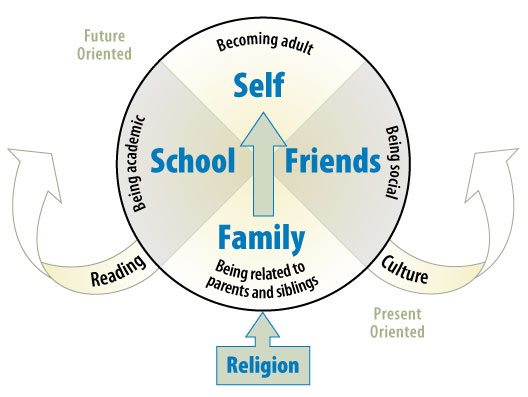 Future
Oriented
Becoming adult
Self
Being academic
School
Friends
Being social
Family
Being related to
parents and siblings
Reading
Culture
Present
Oriented
Religion